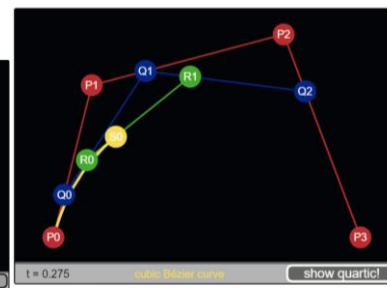 P2
Q1
R1
P1
Q2
S0
R0
Q0
P0
P3
t = 0.275 cubic Bézier curve show quartic!